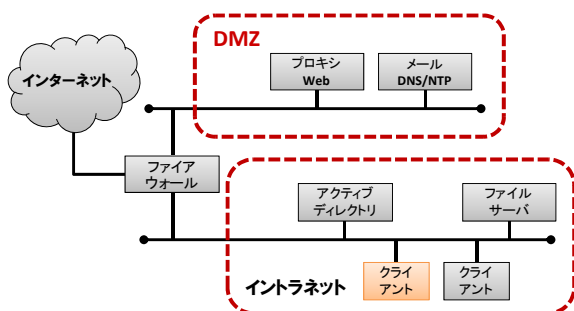 DMZ
インターネット
プロキシ
Web
メール
DNS/NTP
ファイア
ウォール
アクティブ
ディレクトリ
ファイル
サーバ
イントラネット
クライ
アント
クライ
アント